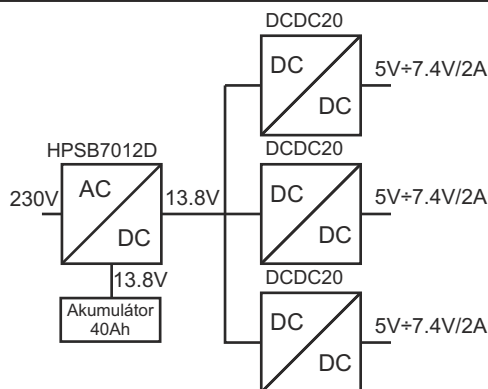 DCDC20
DC
DC
5V÷7.4V/2A
HPSB7012D
230V
AC
DC
13.8V
DCDC20
DC
DC
5V÷7.4V/2A
13.8V
Akumulátor
40Ah
DCDC20
DC
DC
5V÷7.4V/2A